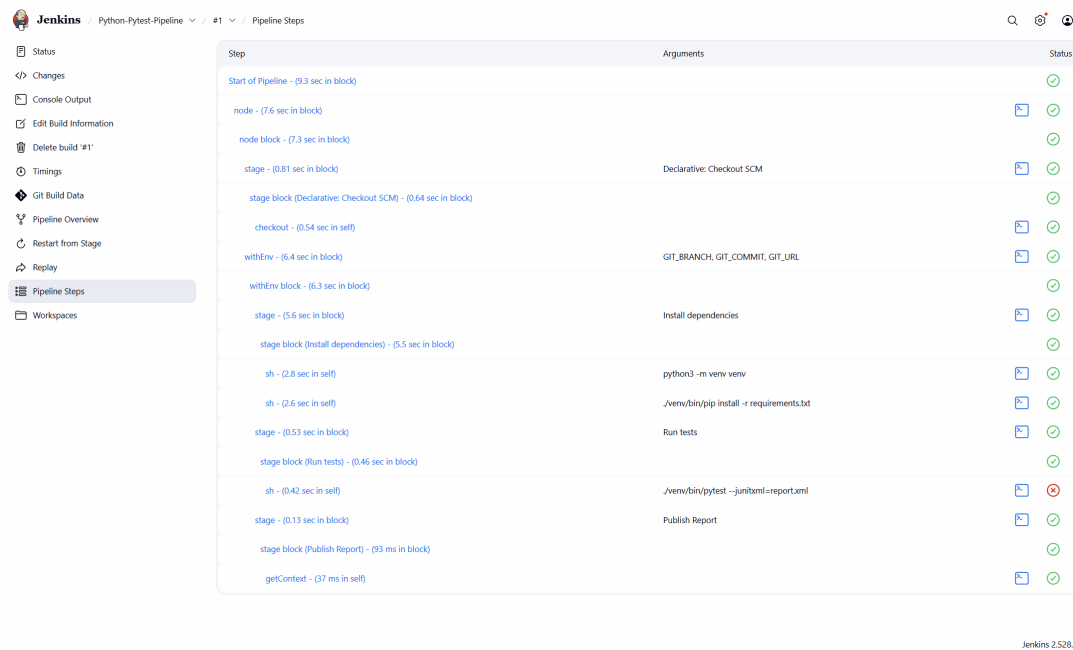 Jenkins / Python-Pytest-Pipeline / #1 / Pipeline Steps
Status
Changes
Console Output
Edit Build Information
Delete build '#1'
Timings
Git Build Data
Pipeline Overview
Restart from Stage
Replay
Pipeline Steps
Workspaces
Step Arguments Status
Start of Pipeline - (9.3 sec in block)
node - (7.6 sec in block)
node block - (7.3 sec in block)
stage - (0.81 sec in block) Declarative: Checkout SCM
stage block (Declarative: Checkout SCM) - (0.64 sec in block)
checkout - (0.54 sec in self)
withEnv - (6.4 sec in block) GIT_BRANCH, GIT_COMMIT, GIT_URL
withEnv block - (6.3 sec in block)
stage - (5.6 sec in block) Install dependencies
stage block (Install dependencies) - (5.5 sec in block)
sh - (2.8 sec in self) python3 -m venv venv
sh - (2.6 sec in self) ./venv/bin/pip install -r requirements.txt
stage - (0.53 sec in block) Run tests
stage block (Run tests) - (0.46 sec in block)
sh - (0.42 sec in self) ./venv/bin/pytest --junitxml=report.xml
stage - (0.13 sec in block) Publish Report
stage block (Publish Report) - (93 ms in block)
getContext - (37 ms in self)
Jenkins 2.528.